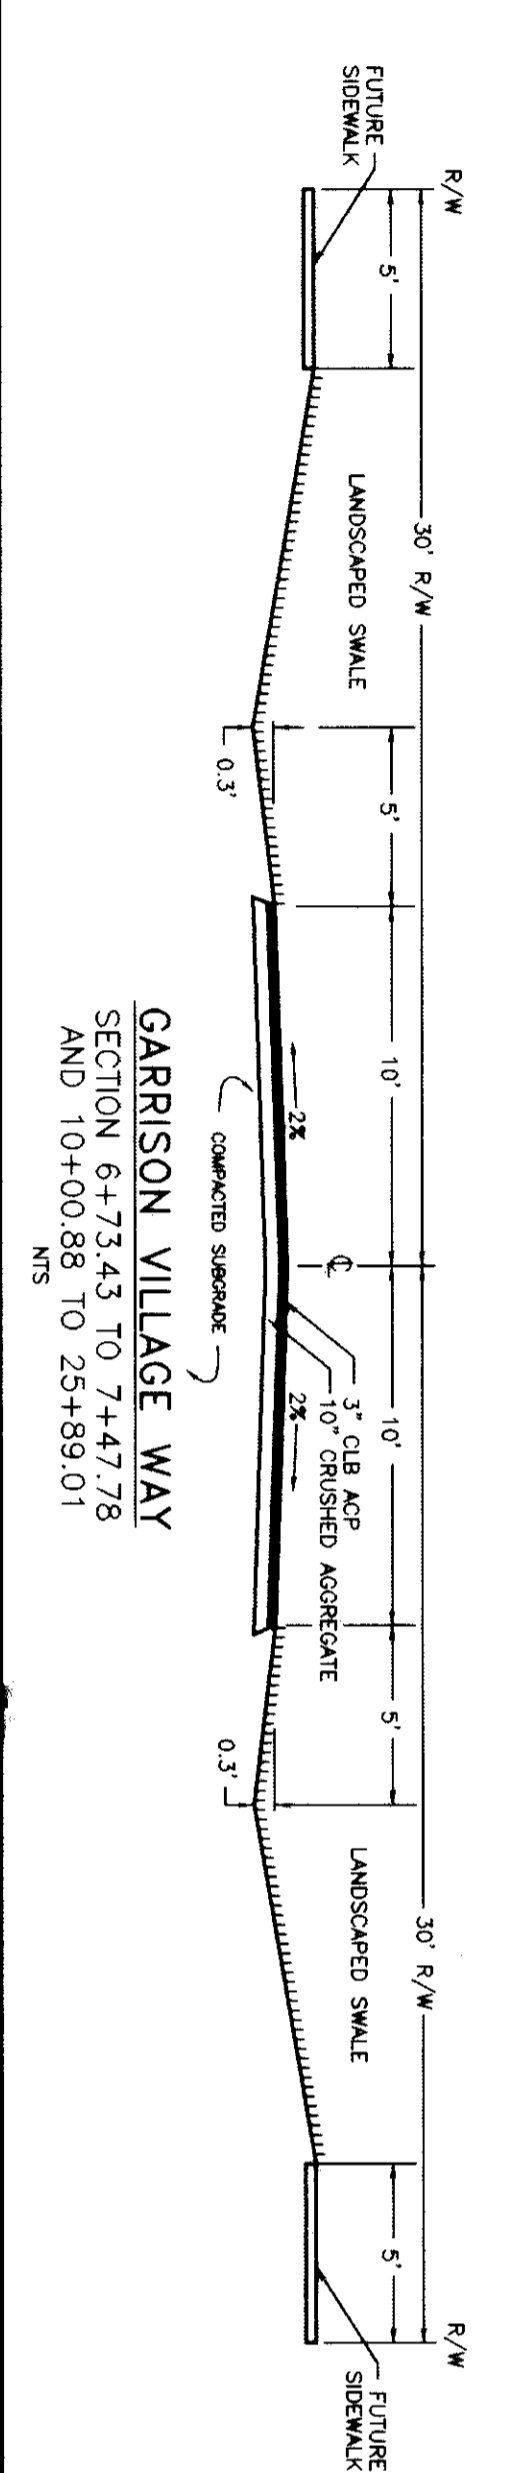 R/W
R/W
30' R/W
30' R/W
5'
5'
10'
10'
5'
5'
FUTURE
SIDEWALK
LANDSCAPED SWALE
LANDSCAPED SWALE
FUTURE
SIDEWALK
℄
3" CLB ACP
10" CRUSHED AGGREGATE
2%
2%
0.3'
0.3'
COMPACTED SUBGRADE
GARRISON VILLAGE WAY
SECTION 6+73.43 TO 7+47.78
AND 10+00.88 TO 25+89.01
NTS